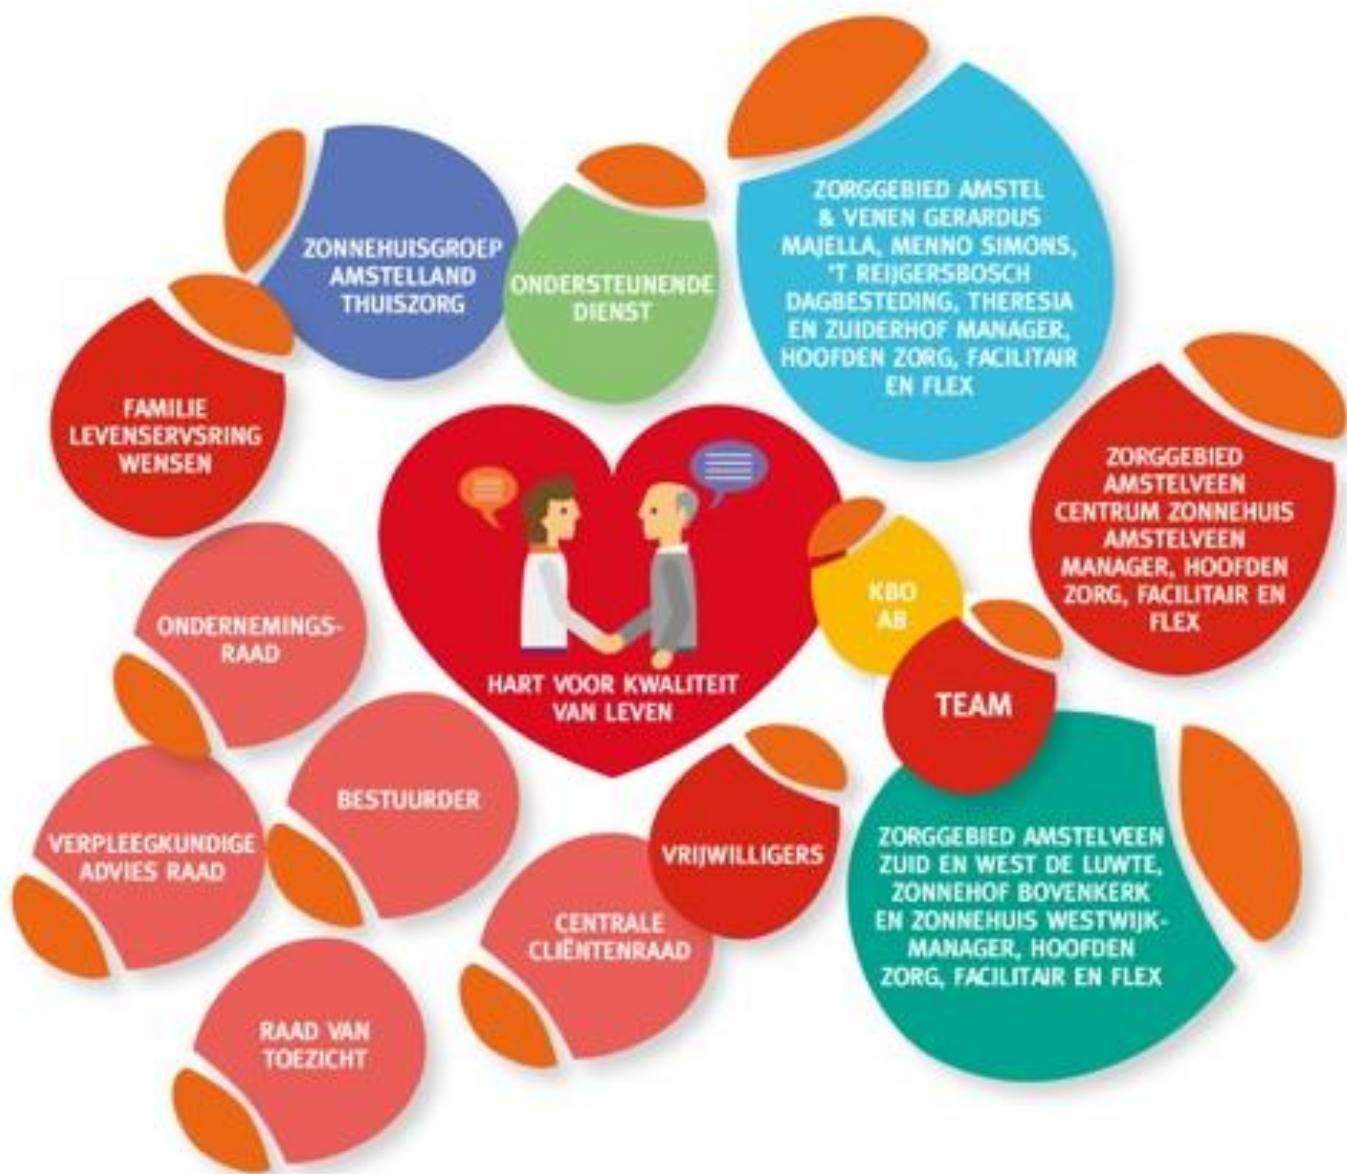 ZONNEHUISGROEP
AMSTELLAND
THUISZORG
ONDERSTEUNENDE
DIENST
ZORGGEBIED AMSTEL
& VENEN GERARDUS
MAJELLA, MENNO SIMONS,
'T REIJGERSBOSCH
DAGBESTEDING, THERESIA
EN ZUIDERHOF MANAGER,
HOOFDEN ZORG, FACILITAIR
EN FLEX
FAMILIE
LEVENSERVSRING
WENSEN
ZORGGEBIED
AMSTELVEEN
CENTRUM ZONNEHUIS
AMSTELVEEN
MANAGER, HOOFDEN
ZORG, FACILITAIR EN
FLEX
HART VOOR KWALITEIT
VAN LEVEN
KBO
AB
TEAM
ONDERNEMINGS-
RAAD
BESTUURDER
VERPLEEGKUNDIGE
ADVIES RAAD
VRIJWILLIGERS
ZORGGEBIED AMSTELVEEN
ZUID EN WEST DE LUWTE,
ZONNEHOF BOVENKERK
EN ZONNEHUIS WESTWIJK-
MANAGER, HOOFDEN
ZORG, FACILITAIR EN FLEX
CENTRALE
CLIËNTENRAAD
RAAD VAN
TOEZICHT